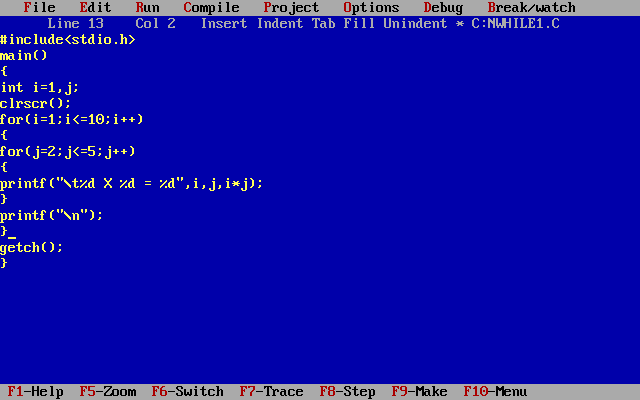 File Edit Run Compile Project Options Debug Break/watch
Line 13 Col 2 Insert Indent Tab Fill Unindent * C:NWHILE1.C
#include<stdio.h>
main()
{
int i=1,j;
clrscr();
for(i=1;i<=10;i++)
{
for(j=2;j<=5;j++)
{
printf("\t%d X %d = %d",i,j,i*j);
}
printf("\n");
}
getch();
}
F1-Help F5-Zoom F6-Switch F7-Trace F8-Step F9-Make F10-Menu